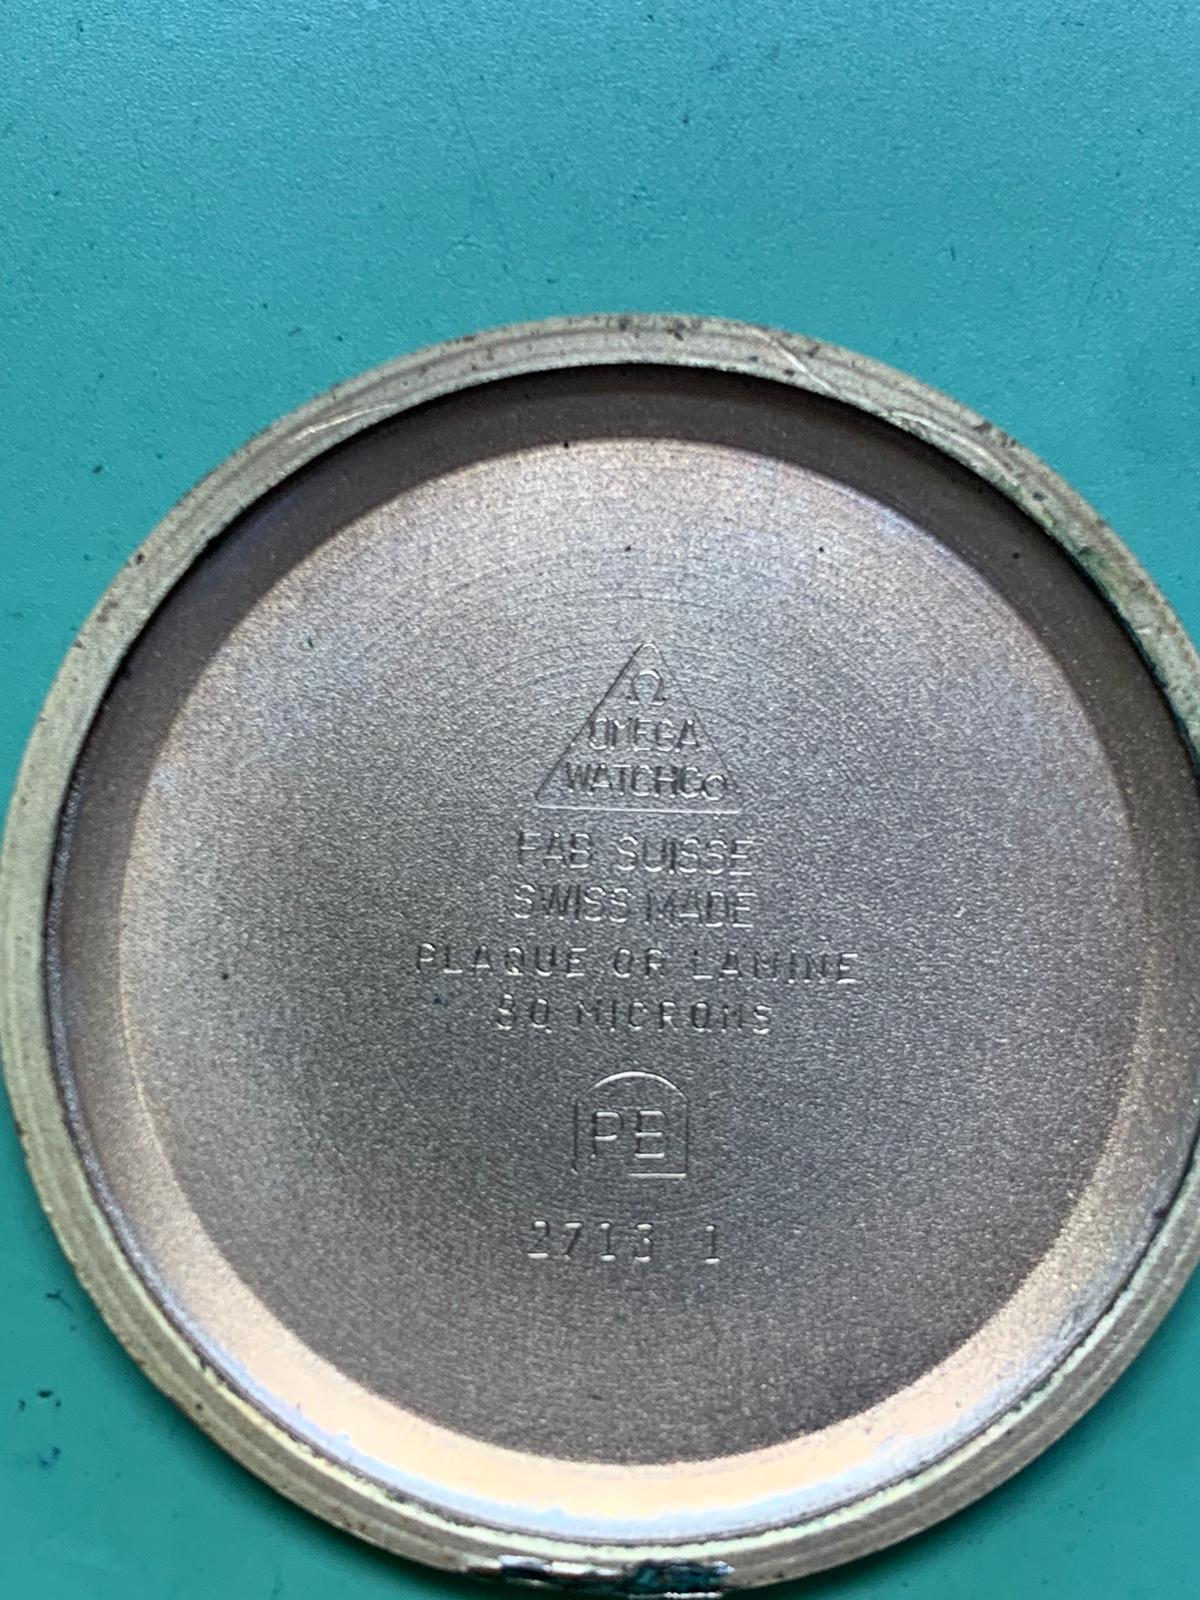 Ω
OMEGA
WATCH Co
FAB SUISSE
SWISS MADE
PLAQUE OR LAMINE
80 MICRONS
PB
2713 1